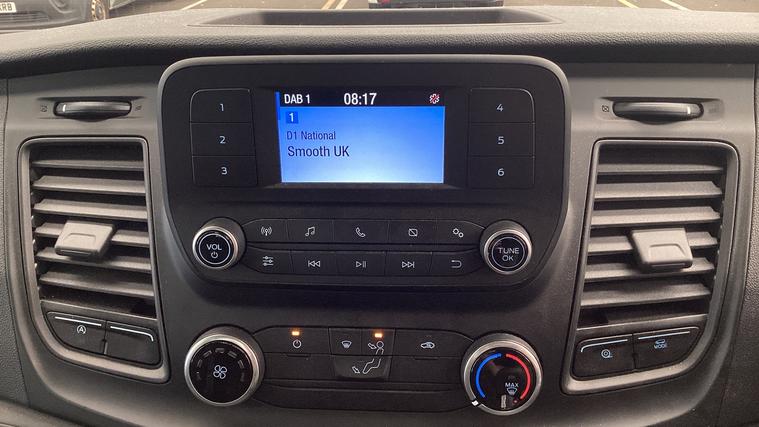 RB
DAB 1 08:17
1
D1 National
Smooth UK
1
2
3
4
5
6
VOL
TUNE
OK
A
MAX
MODE